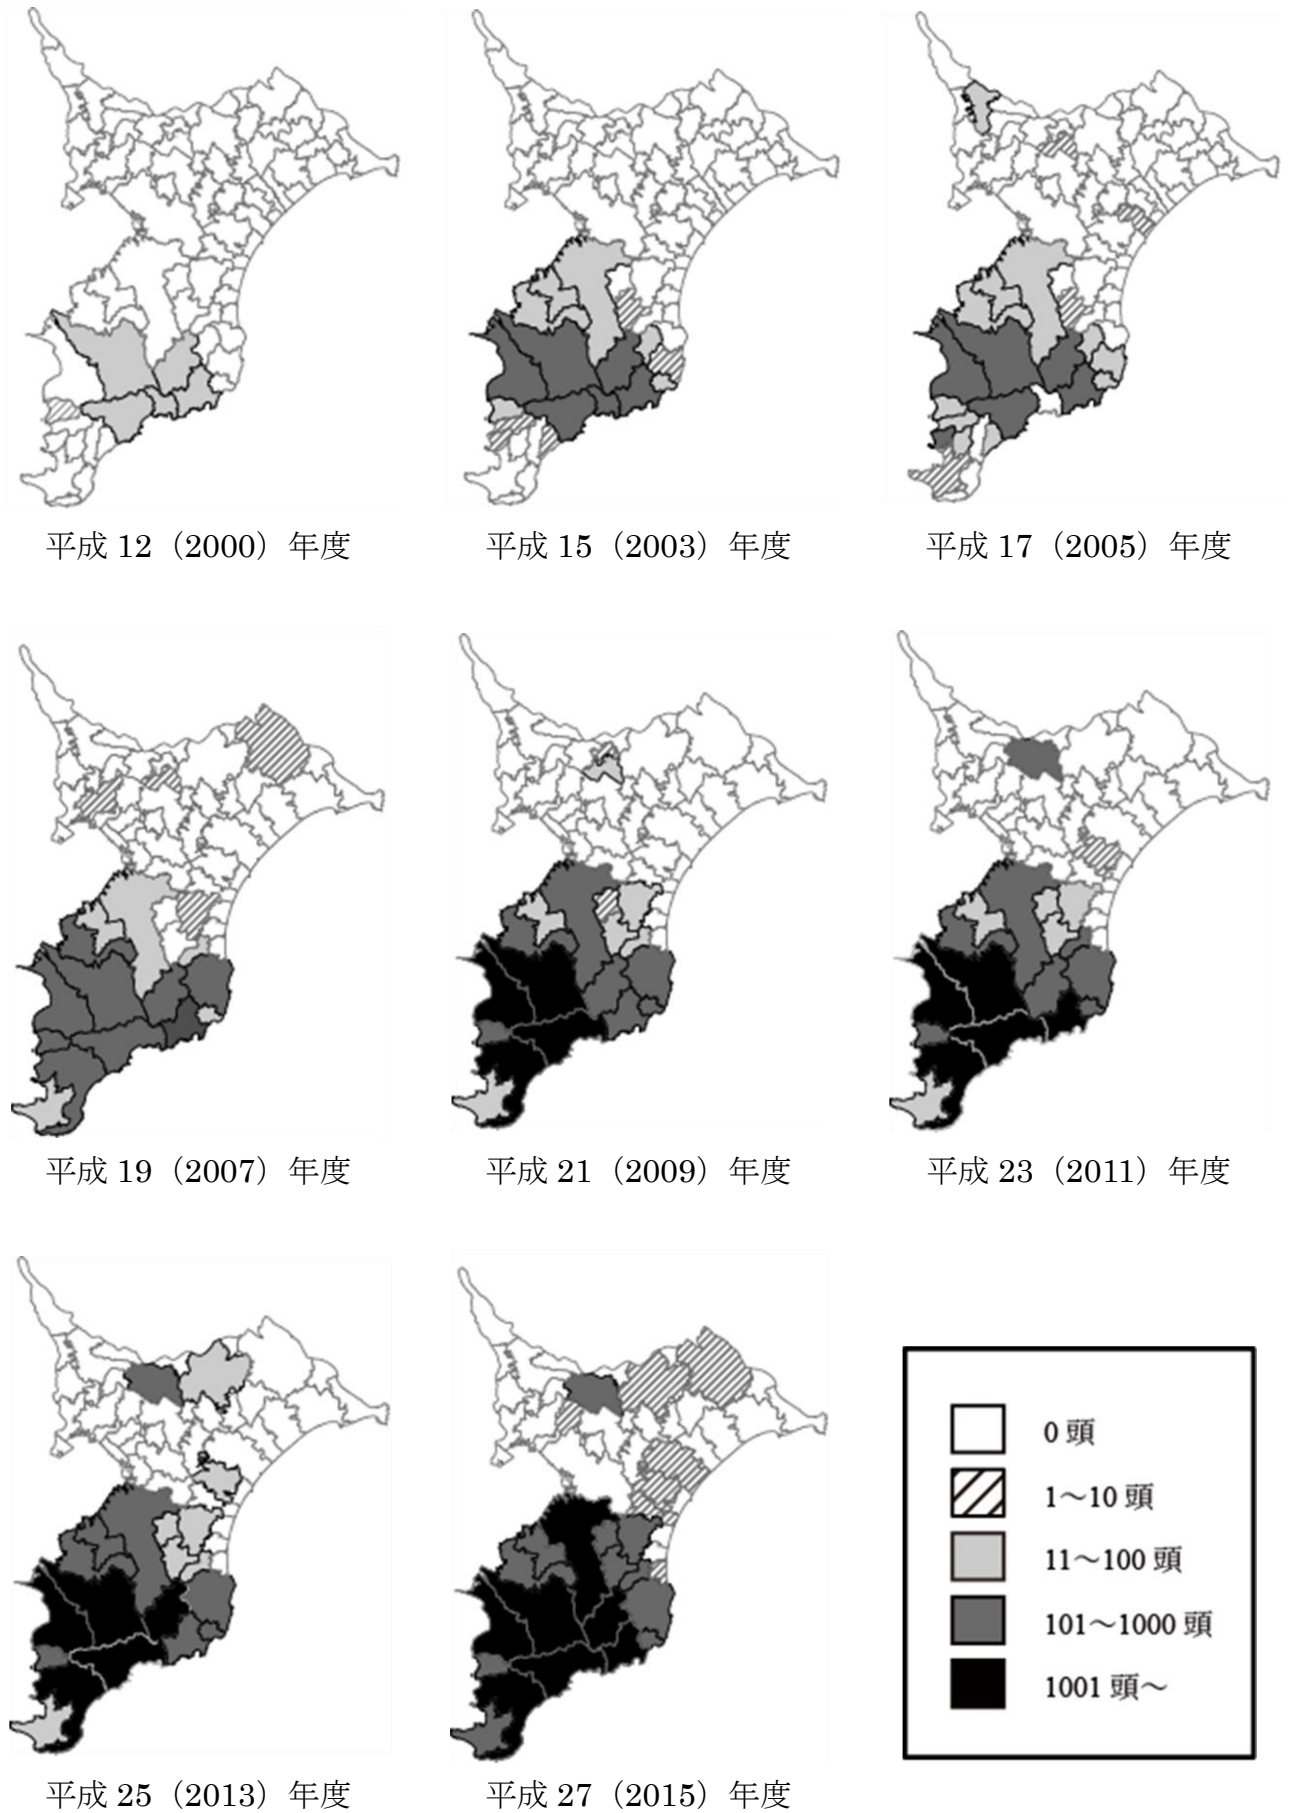 平成 12（2000）年度
平成 15（2003）年度
平成 17（2005）年度
平成 19（2007）年度
平成 21（2009）年度
平成 23（2011）年度
平成 25（2013）年度
平成 27（2015）年度
0 頭
1～10 頭
11～100 頭
101～1000 頭
1001 頭～